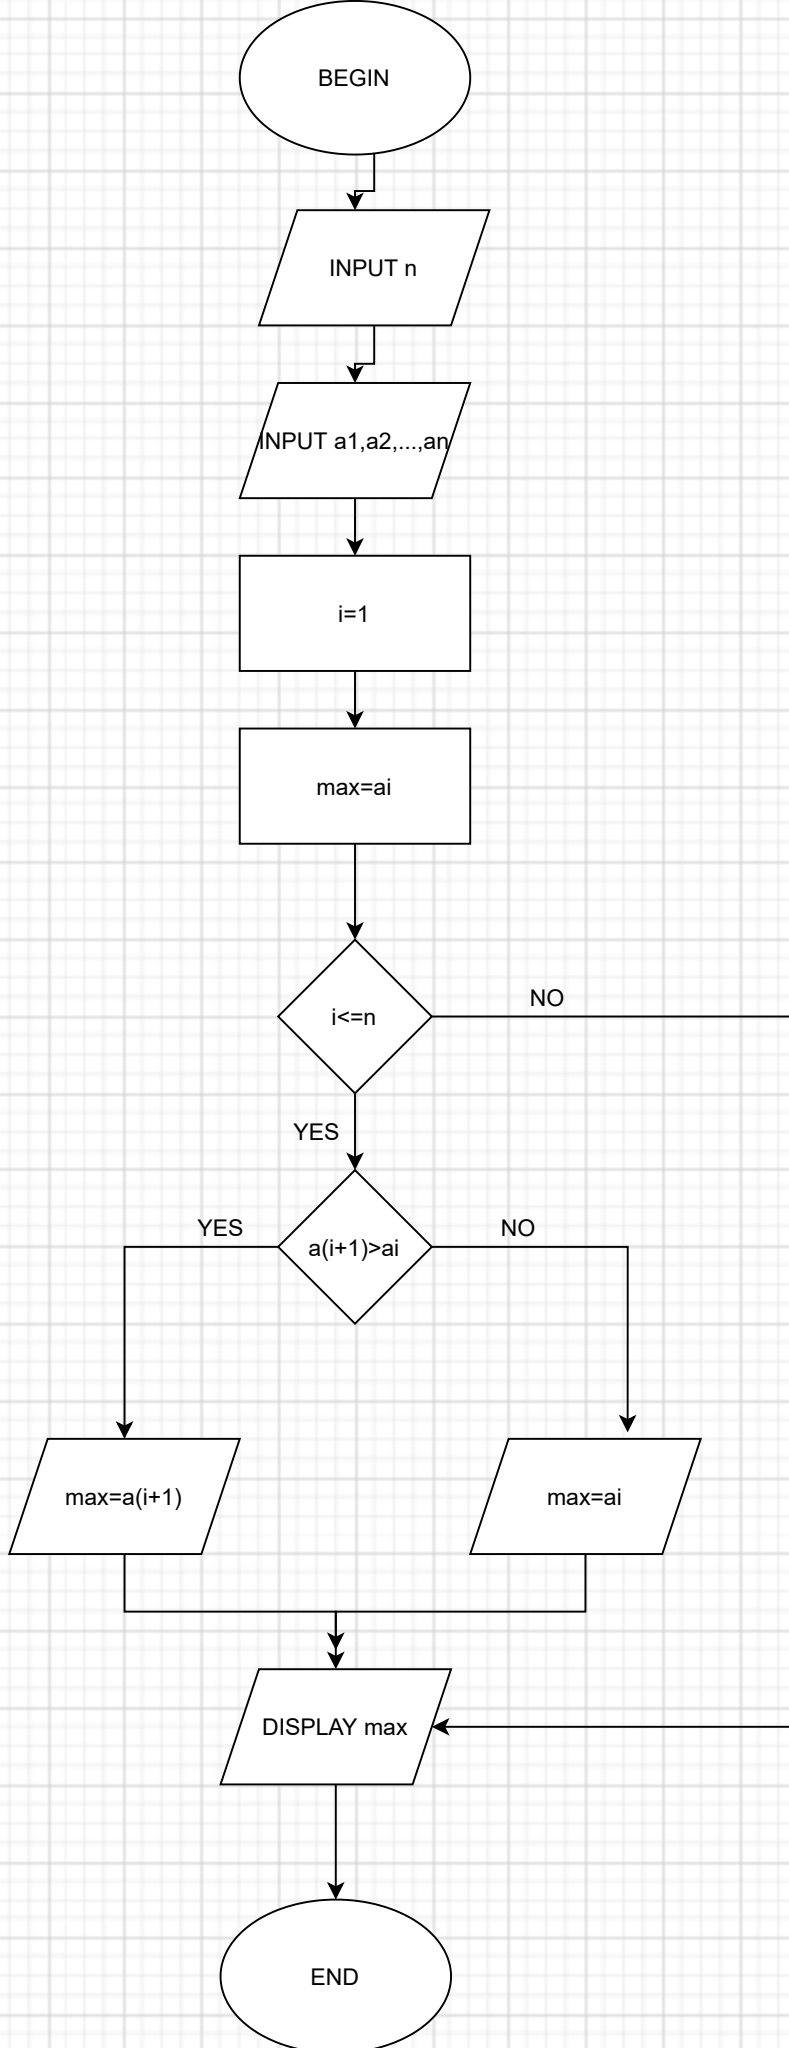 BEGIN
INPUT n
INPUT a1,a2,...,an
i=1
max=ai
i<=n
NO
YES
YES
a(i+1)>ai
NO
max=a(i+1)
max=ai
DISPLAY max
END